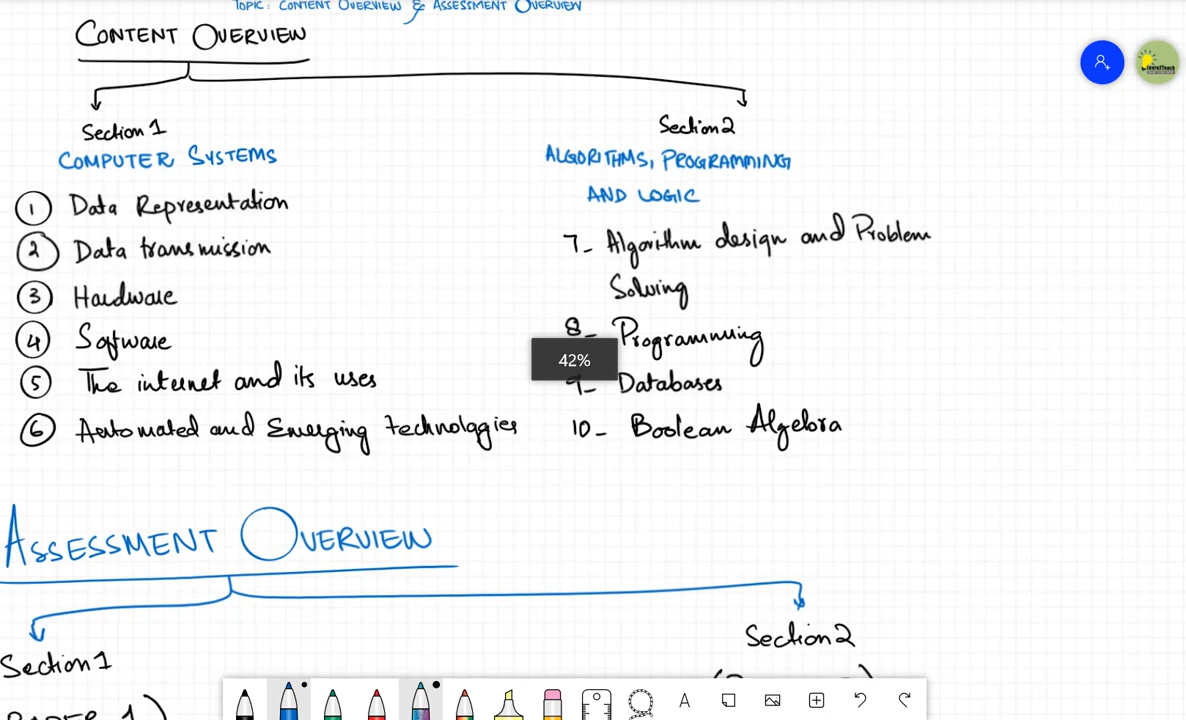 TOPIC: CONTENT OVERVIEW & ASSESSMENT OVERVIEW
CONTENT OVERVIEW
Section 1
COMPUTER SYSTEMS
1 Data Representation
2 Data transmission
3 Hardware
4 Software
5 The internet and its uses
6 Automated and Emerging technologies
Section 2
ALGORITHMS, PROGRAMMING
AND LOGIC
7- Algorithm design and Problem
Solving
8- Programming
42%
9- Databases
10- Boolean Algebra
ASSESSMENT OVERVIEW
Section 1
Section 2
Learn2Teach
A